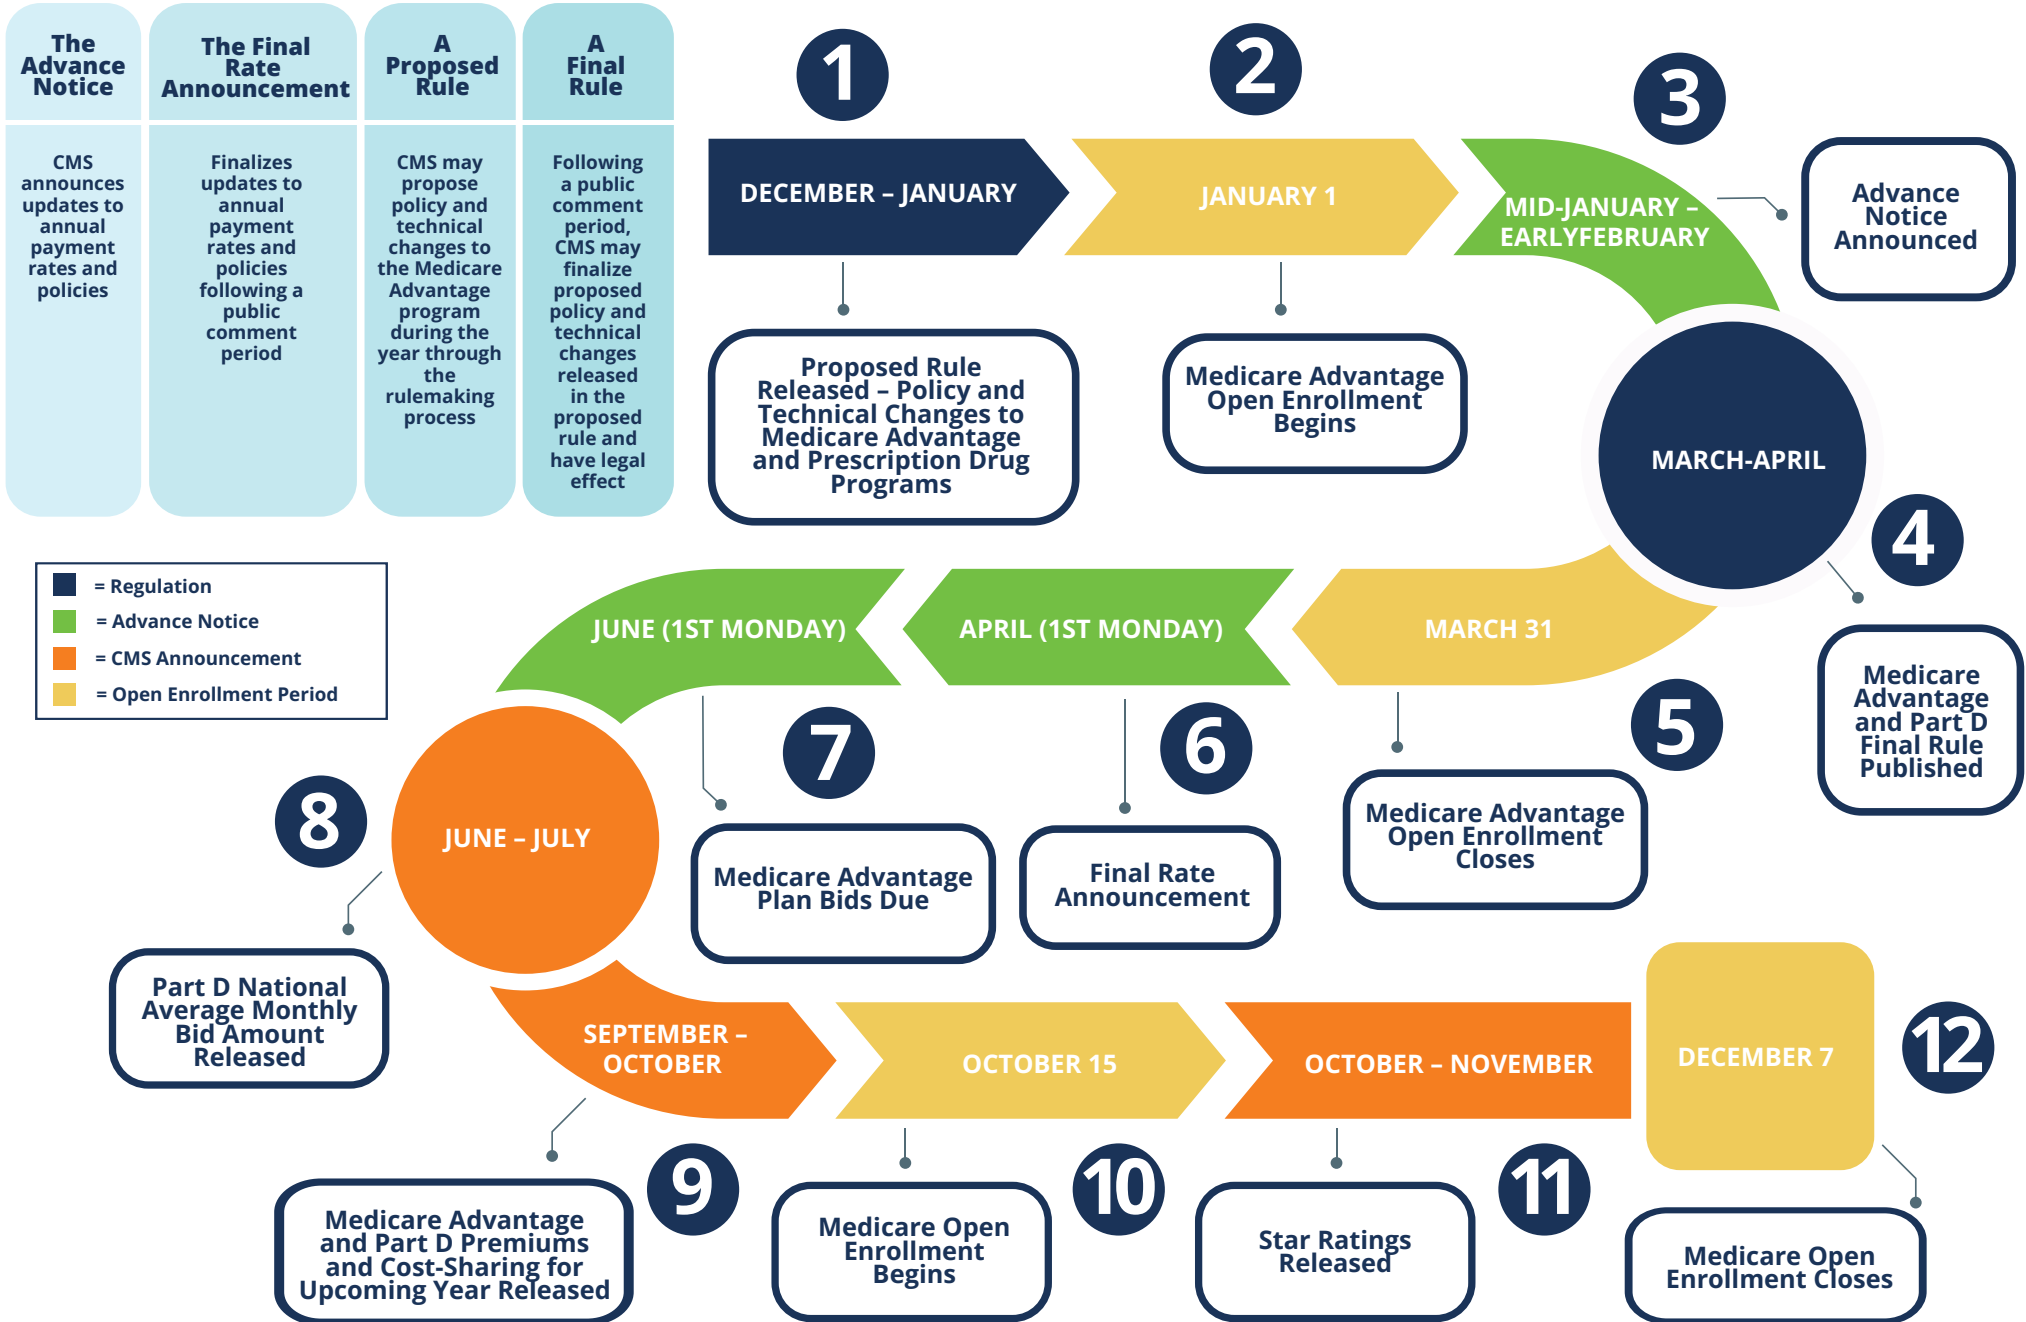 The
Advance
Notice
CMS
announces
updates to
annual
payment
rates and
policies
The Final
Rate
Announcement
Finalizes
updates to
annual
payment
rates and
policies
following a
public
comment
period
A
Proposed
Rule
CMS may
propose
policy and
technical
changes to
the Medicare
Advantage
program
during the
year through
the
rulemaking
process
A
Final
Rule
Following
a public
comment
period,
CMS may
finalize
proposed
policy and
technical
changes
released
in the
proposed
rule and
have legal
effect
= Regulation
= Advance Notice
= CMS Announcement
= Open Enrollment Period
1
DECEMBER – JANUARY
Proposed Rule
Released – Policy and
Technical Changes to
Medicare Advantage
and Prescription Drug
Programs
2
JANUARY 1
Medicare Advantage
Open Enrollment
Begins
3
MID-JANUARY –
EARLYFEBRUARY
Advance
Notice
Announced
MARCH-APRIL
4
Medicare
Advantage
and Part D
Final Rule
Published
MARCH 31
5
Medicare Advantage
Open Enrollment
Closes
APRIL (1ST MONDAY)
6
Final Rate
Announcement
JUNE (1ST MONDAY)
7
Medicare Advantage
Plan Bids Due
8
JUNE – JULY
Part D National
Average Monthly
Bid Amount
Released
SEPTEMBER –
OCTOBER
9
Medicare Advantage
and Part D Premiums
and Cost-Sharing for
Upcoming Year Released
OCTOBER 15
10
Medicare Open
Enrollment
Begins
OCTOBER – NOVEMBER
11
Star Ratings
Released
DECEMBER 7
12
Medicare Open
Enrollment Closes